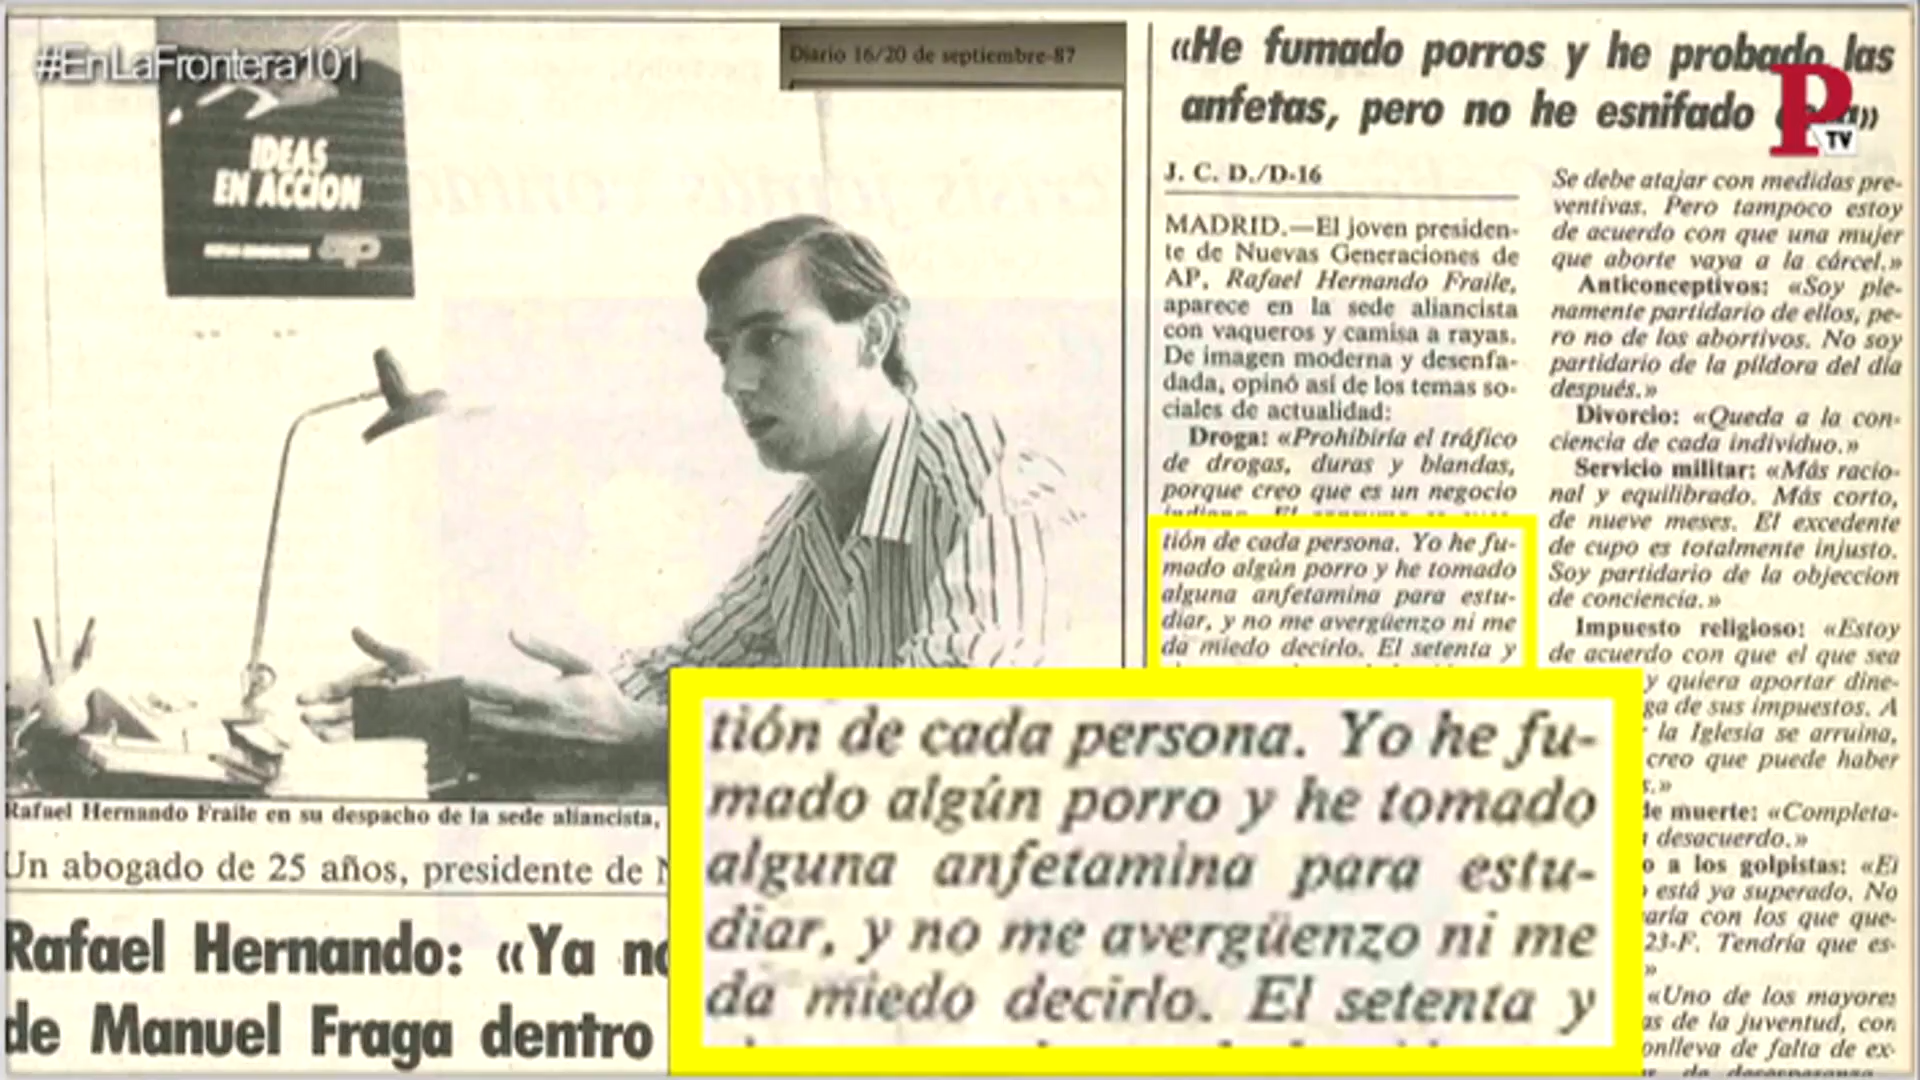 #EnLaFrontera101
IDEAS
EN ACCION
Diario 16/20 de septiembre-87
«He fumado porros y he probado las
anfetas, pero no he esnifado
P
TV
J. C. D./D-16
MADRID.—El joven presiden-
te de Nuevas Generaciones de
AP, Rafael Hernando Fraile,
aparece en la sede aliancista
con vaqueros y camisa a rayas.
De imagen moderna y desenfa-
dada, opinó así de los temas so-
ciales de actualidad:
Droga: «Prohibiría el tráfico
de drogas, duras y blandas,
porque creo que es un negocio
tión de cada persona. Yo he fu-
mado algún porro y he tomado
alguna anfetamina para estu-
diar, y no me avergüenzo ni me
da miedo decirlo. El setenta y
Se debe atajar con medidas pre-
ventivas. Pero tampoco estoy
de acuerdo con que una mujer
que aborte vaya a la cárcel.»
Anticonceptivos: «Soy ple-
namente partidario de ellos, pe-
ro no de los abortivos. No soy
partidario de la píldora del día
después.»
Divorcio: «Queda a la con-
ciencia de cada individuo.»
Servicio militar: «Más racio-
nal y equilibrado. Más corto,
de nueve meses. El excedente
de cupo es totalmente injusto.
Soy partidario de la objeccion
de conciencia.»
Impuesto religioso: «Estoy
de acuerdo con que el que sea
y quiera aportar dine-
ga de sus impuestos. A
la Iglesia se arruina,
creo que puede haber
s.»
de muerte: «Completa-
desacuerdo.»
o a los golpistas: «El
está ya superado. No
aría con los que que-
23-F. Tendría que es-
»
«Uno de los mayores
as de la juventud, con
onlleva de falta de ex-
tión de cada persona. Yo he fu-
mado algún porro y he tomado
alguna anfetamina para estu-
diar, y no me avergüenzo ni me
da miedo decirlo. El setenta y
Rafael Hernando Fraile en su despacho de la sede aliancista,
Un abogado de 25 años, presidente de
Rafael Hernando: «Ya no
de Manuel Fraga dentro